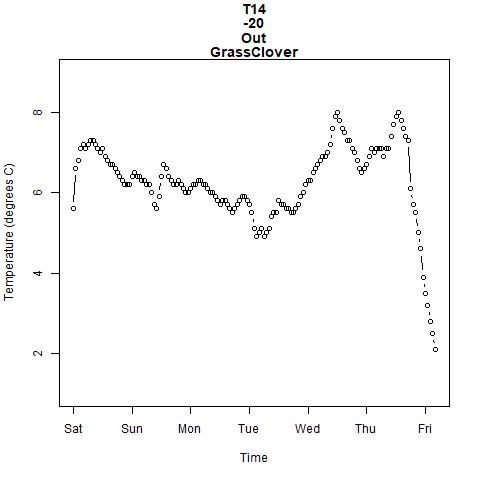 T14
-20
Out
GrassClover
Temperature (degrees C)
8
6
4
2
Sat Sun Mon Tue Wed Thu Fri
Time